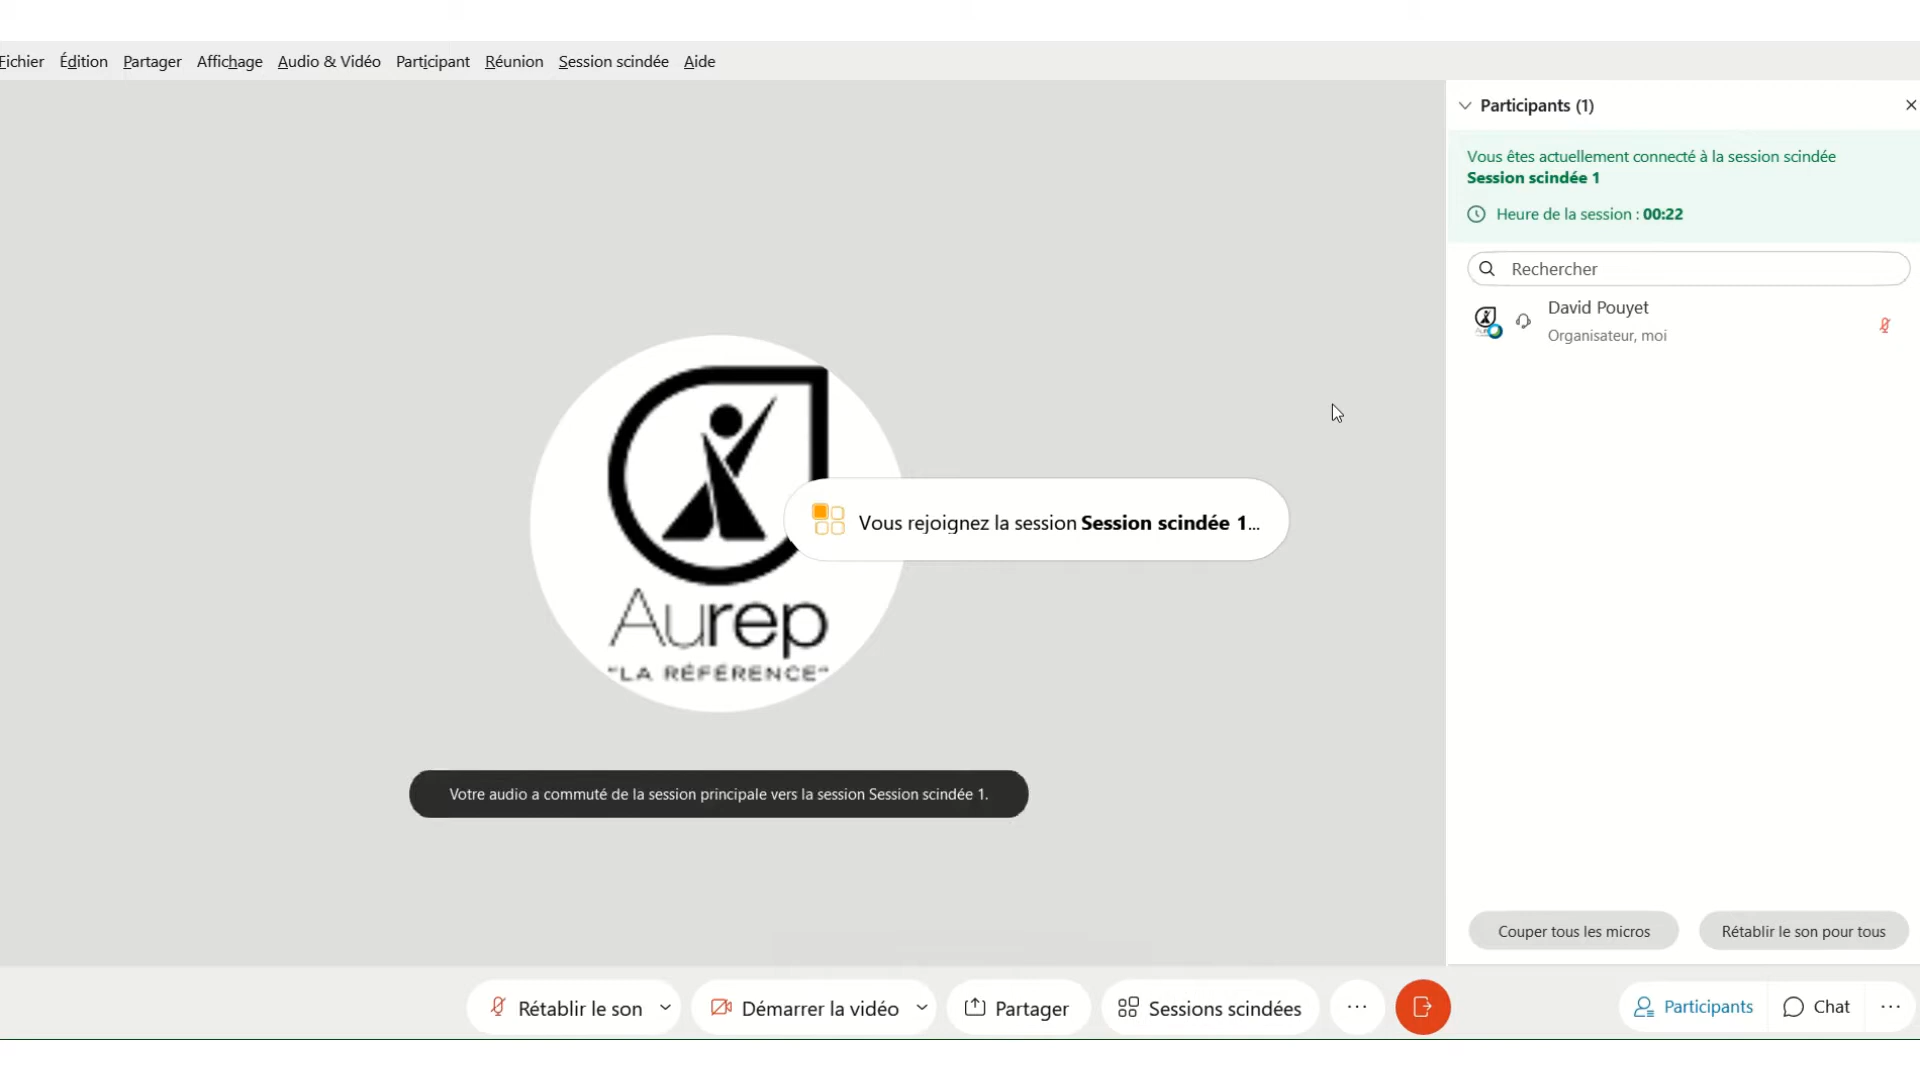 Fichier Édition Partager Affichage Audio & Vidéo Participant Réunion Session scindée Aide
Participants (1)
Vous êtes actuellement connecté à la session scindée
Session scindée 1
Heure de la session : 00:22
Rechercher
David Pouyet
Organisateur, moi
Aurep
"LA RÉFÉRENCE"
Vous rejoignez la session Session scindée 1...
Votre audio a commuté de la session principale vers la session Session scindée 1.
Couper tous les micros Rétablir le son pour tous
Rétablir le son Démarrer la vidéo Partager Sessions scindées ... Participants Chat ...